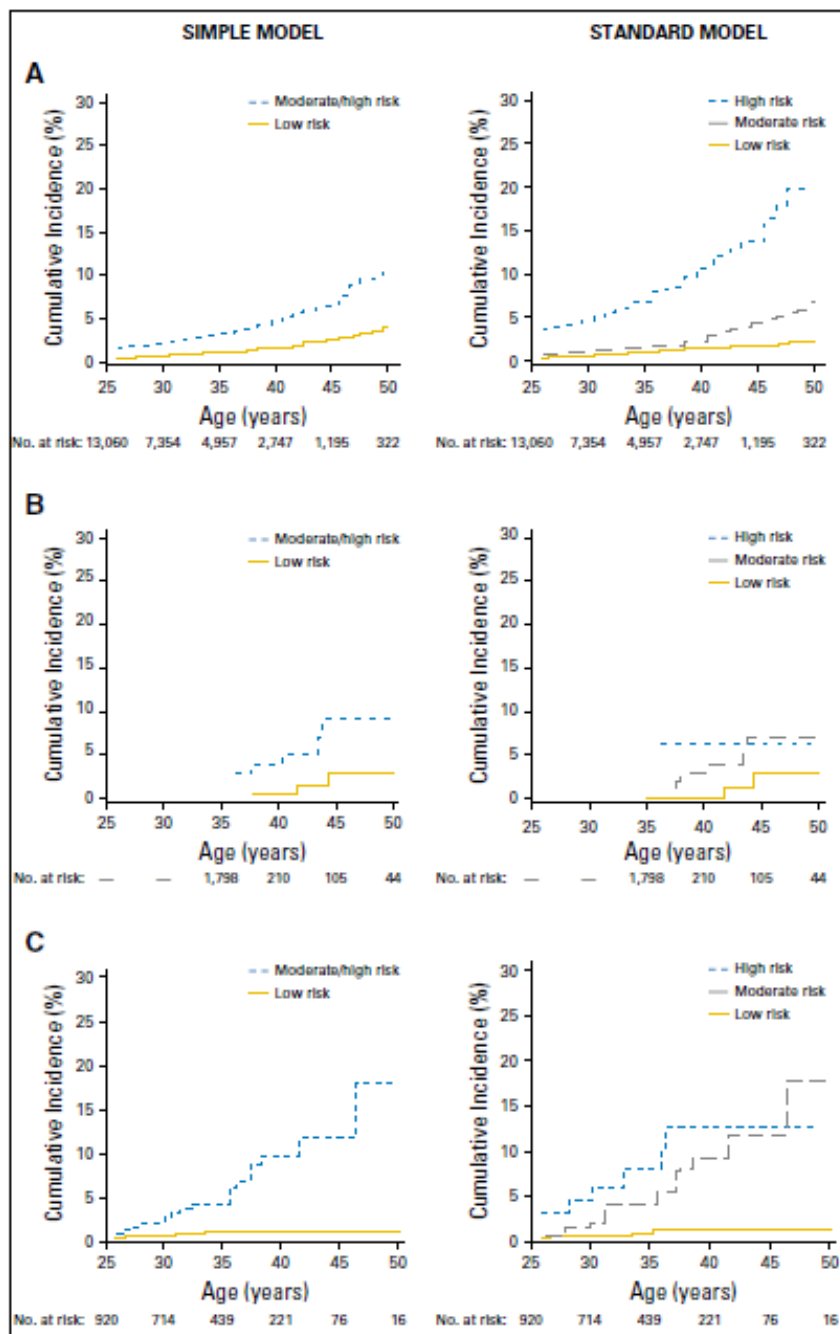 SIMPLE MODEL
STANDARD MODEL
A
30
25
20
15
10
5
0
Cumulative Incidence (%)
Moderate/high risk
Low risk
25 30 35 40 45 50
Age (years)
No. at risk: 13,060 7,354 4,957 2,747 1,195 322
30
25
20
15
10
5
0
Cumulative Incidence (%)
High risk
Moderate risk
Low risk
25 30 35 40 45 50
Age (years)
No. at risk: 13,060 7,354 4,957 2,747 1,195 322
B
30
25
20
15
10
5
0
Cumulative Incidence (%)
Moderate/high risk
Low risk
25 30 35 40 45 50
Age (years)
No. at risk: — — 1,798 210 105 44
30
25
20
15
10
5
0
Cumulative Incidence (%)
High risk
Moderate risk
Low risk
25 30 35 40 45 50
Age (years)
No. at risk: — — 1,798 210 105 44
C
30
25
20
15
10
5
0
Cumulative Incidence (%)
Moderate/high risk
Low risk
25 30 35 40 45 50
Age (years)
No. at risk: 920 714 439 221 76 16
30
25
20
15
10
5
0
Cumulative Incidence (%)
High risk
Moderate risk
Low risk
25 30 35 40 45 50
Age (years)
No. at risk: 920 714 439 221 76 16